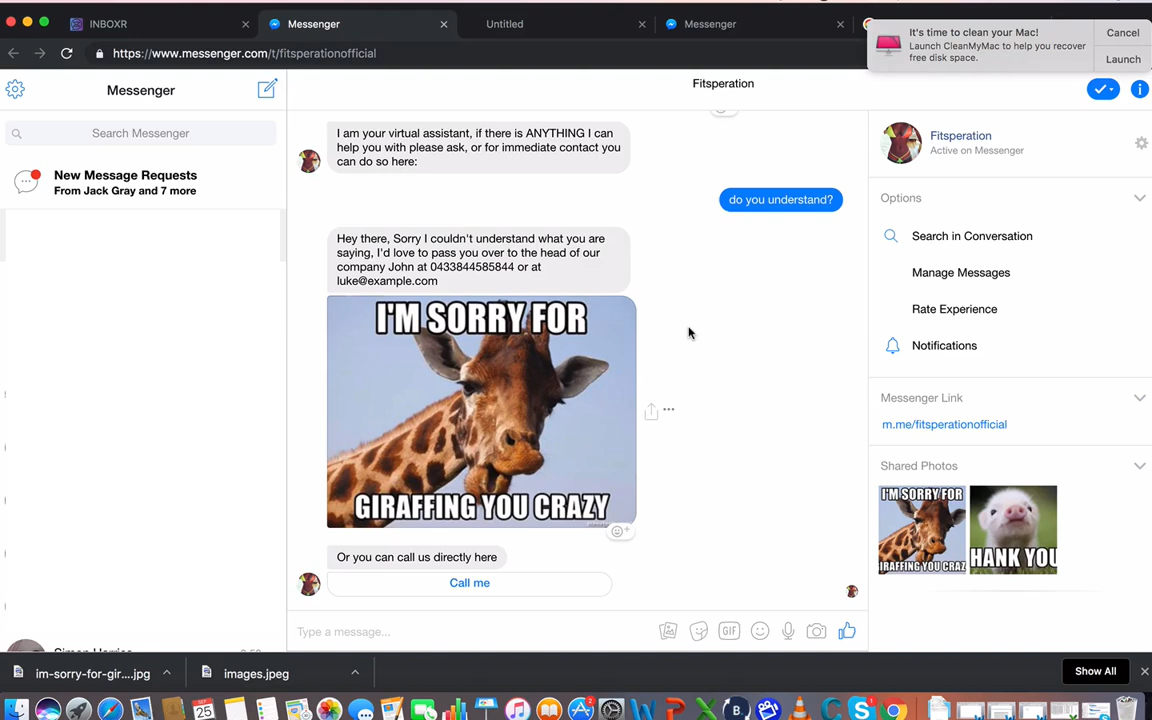 INBOXR
Messenger
Untitled
Messenger
It's time to clean your Mac!
Launch CleanMyMac to help you recover
free disk space.
Cancel
Launch
https://www.messenger.com/t/fitsperationofficial
Messenger
Fitsperation
Search Messenger
New Message Requests
From Jack Gray and 7 more
I am your virtual assistant, if there is ANYTHING I can
help you with please ask, or for immediate contact you
can do so here:
do you understand?
Hey there, Sorry I couldn't understand what you are
saying, I'd love to pass you over to the head of our
company John at 0433844585844 or at
luke@example.com
I'M SORRY FOR
GIRAFFING YOU CRAZY
Or you can call us directly here
Call me
Type a message...
GIF
Fitsperation
Active on Messenger
Options
Search in Conversation
Manage Messages
Rate Experience
Notifications
Messenger Link
m.me/fitsperationofficial
Shared Photos
I'M SORRY FOR
IRAFFING YOU CRAZ
HANK YOU
im-sorry-for-gir....jpg
images.jpeg
Show All
SEP
25